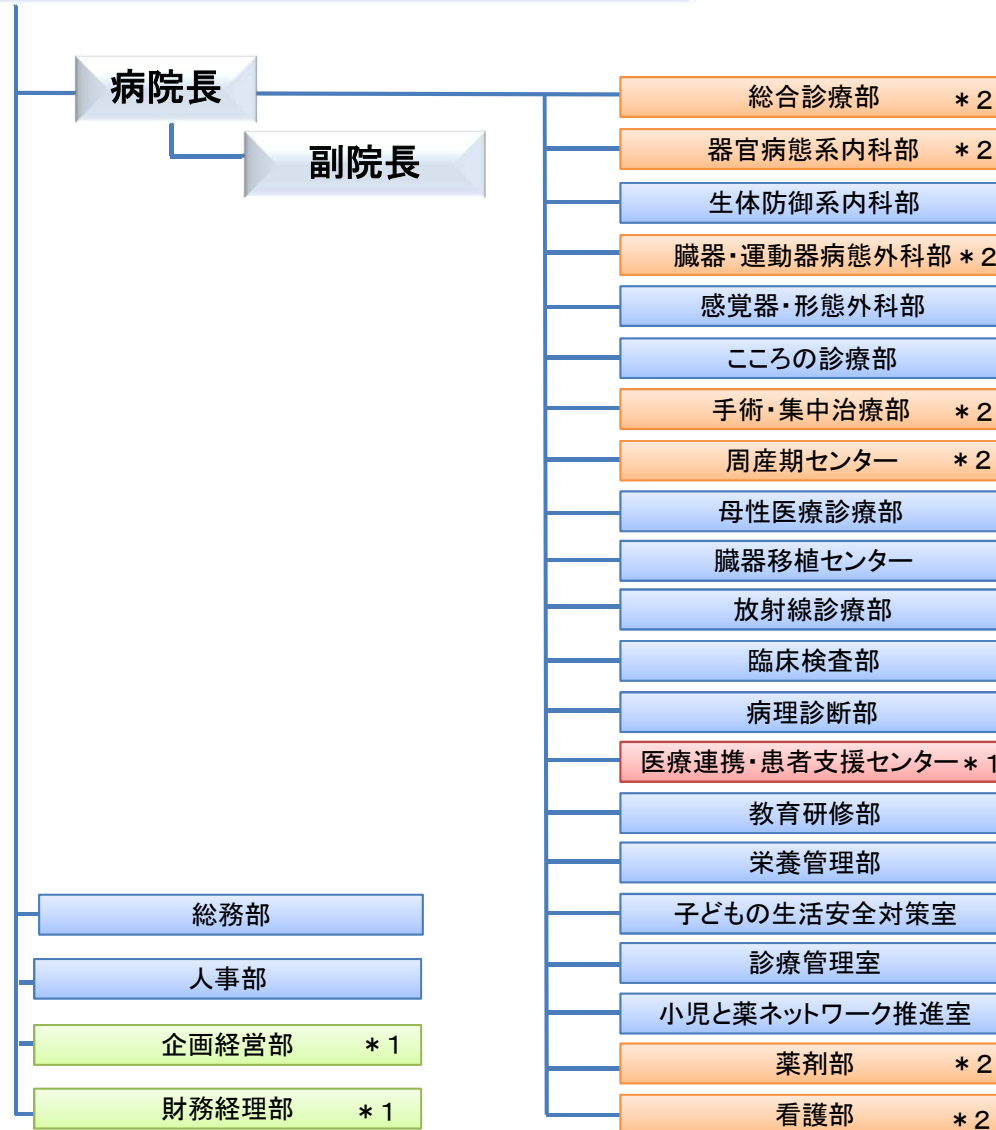 病院長
副院長
総合診療部 *2
器官病態系内科部 *2
生体防御系内科部
臓器・運動器病態外科部*2
感覚器・形態外科部
こころの診療部
手術・集中治療部 *2
周産期センター *2
母性医療診療部
臓器移植センター
放射線診療部
臨床検査部
病理診断部
医療連携・患者支援センター*1
教育研修部
栄養管理部
子どもの生活安全対策室
診療管理室
小児と薬ネットワーク推進室
薬剤部 *2
看護部 *2
総務部
人事部
企画経営部 *1
財務経理部 *1